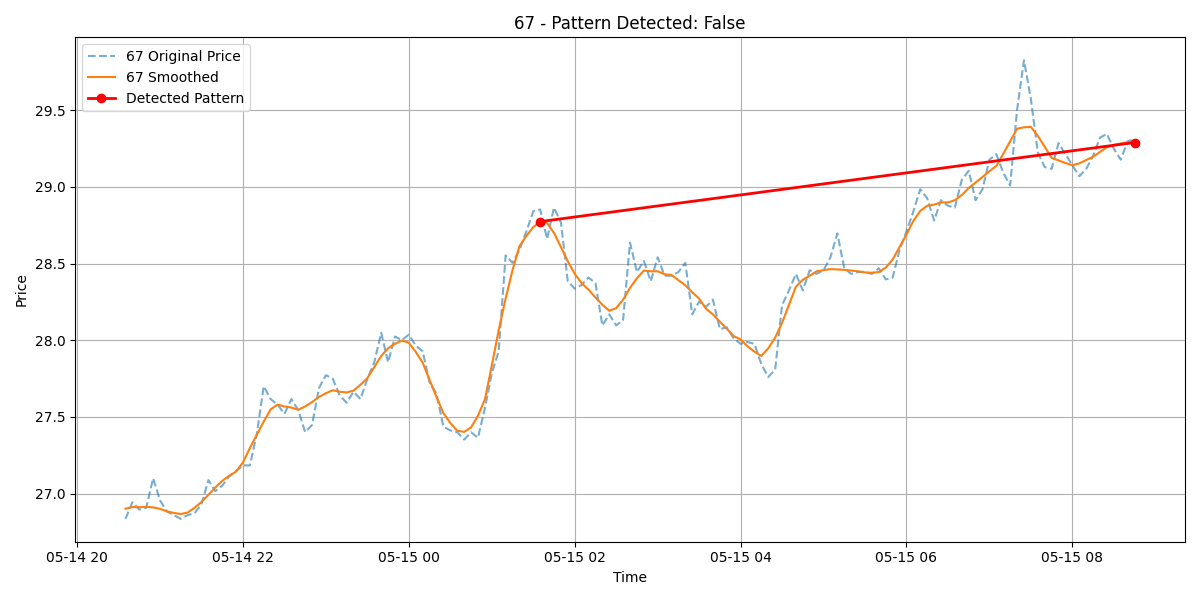 67 - Pattern Detected: False
67 Original Price
67 Smoothed
Detected Pattern
Price
29.5
29.0
28.5
28.0
27.5
27.0
05-14 20 05-14 22 05-15 00 05-15 02 05-15 04 05-15 06 05-15 08
Time